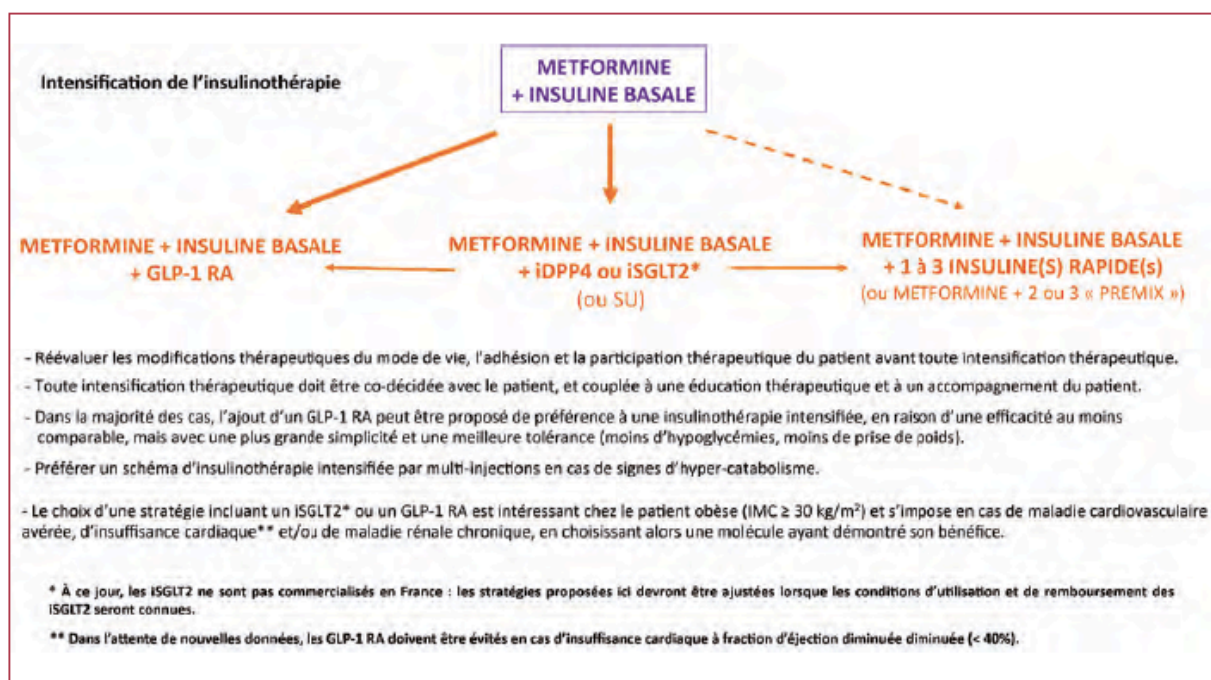 Intensification de l'insulinothérapie
METFORMINE
+ INSULINE BASALE
METFORMINE + INSULINE BASALE
+ GLP-1 RA
METFORMINE + INSULINE BASALE
+ iDPP4 ou iSGLT2*
(ou SU)
METFORMINE + INSULINE BASALE
+ 1 à 3 INSULINE(S) RAPIDE(s)
(ou METFORMINE + 2 ou 3 « PREMIX »)
- Réévaluer les modifications thérapeutiques du mode de vie, l'adhésion et la participation thérapeutique du patient avant toute intensification thérapeutique.
- Toute intensification thérapeutique doit être co-décidée avec le patient, et couplée à une éducation thérapeutique et à un accompagnement du patient.
- Dans la majorité des cas, l'ajout d'un GLP-1 RA peut être proposé de préférence à une insulinothérapie intensifiée, en raison d'une efficacité au moins
comparable, mais avec une plus grande simplicité et une meilleure tolérance (moins d'hypoglycémies, moins de prise de poids).
- Préférer un schéma d'insulinothérapie intensifiée par multi-injections en cas de signes d'hyper-catabolisme.
- Le choix d'une stratégie incluant un iSGLT2* ou un GLP-1 RA est intéressant chez le patient obèse (IMC ≥ 30 kg/m²) et s'impose en cas de maladie cardiovasculaire
avérée, d'insuffisance cardiaque** et/ou de maladie rénale chronique, en choisissant alors une molécule ayant démontré son bénéfice.
* À ce jour, les iSGLT2 ne sont pas commercialisés en France : les stratégies proposées ici devront être ajustées lorsque les conditions d'utilisation et de remboursement des
iSGLT2 seront connues.
** Dans l'attente de nouvelles données, les GLP-1 RA doivent être évités en cas d'insuffisance cardiaque à fraction d'éjection diminuée diminuée (< 40%).